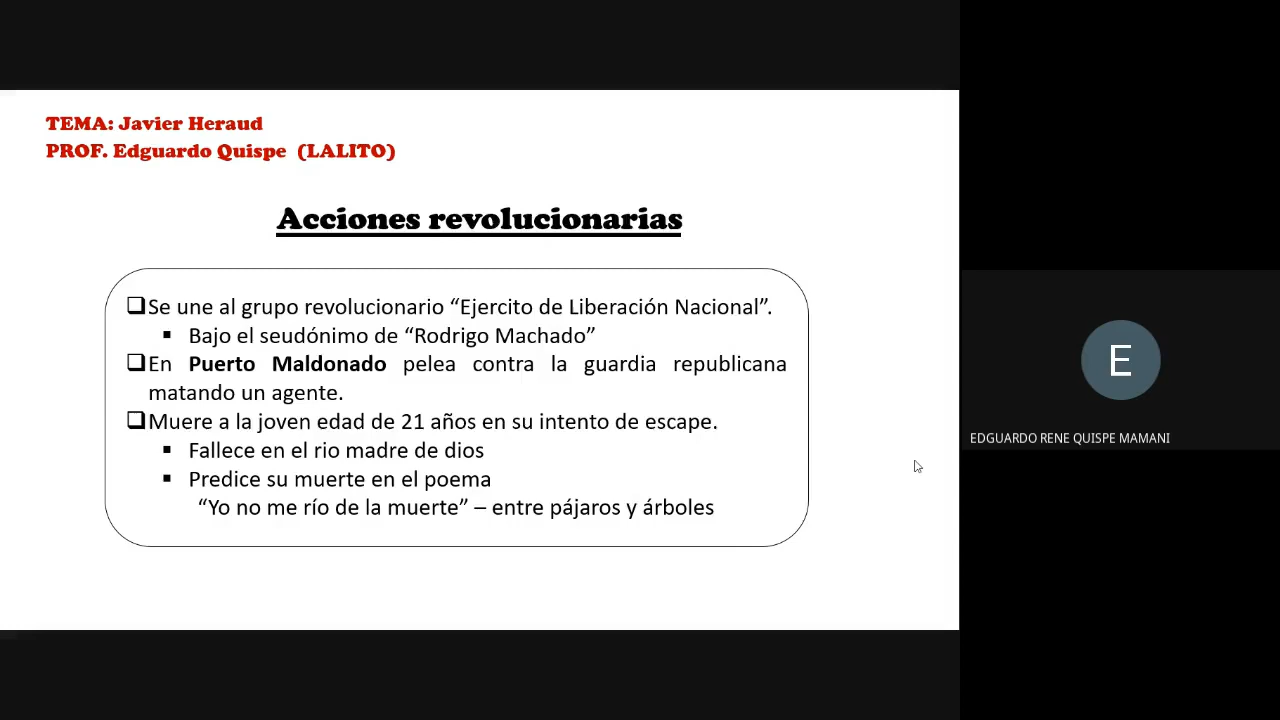 TEMA: Javier Heraud
PROF. Edguardo Quispe (LALITO)
Acciones revolucionarias
❑Se une al grupo revolucionario “Ejercito de Liberación Nacional”.
▪ Bajo el seudónimo de “Rodrigo Machado”
❑En Puerto Maldonado pelea contra la guardia republicana
matando un agente.
❑Muere a la joven edad de 21 años en su intento de escape.
▪ Fallece en el rio madre de dios
▪ Predice su muerte en el poema
“Yo no me río de la muerte” – entre pájaros y árboles
E
EDGUARDO RENE QUISPE MAMANI